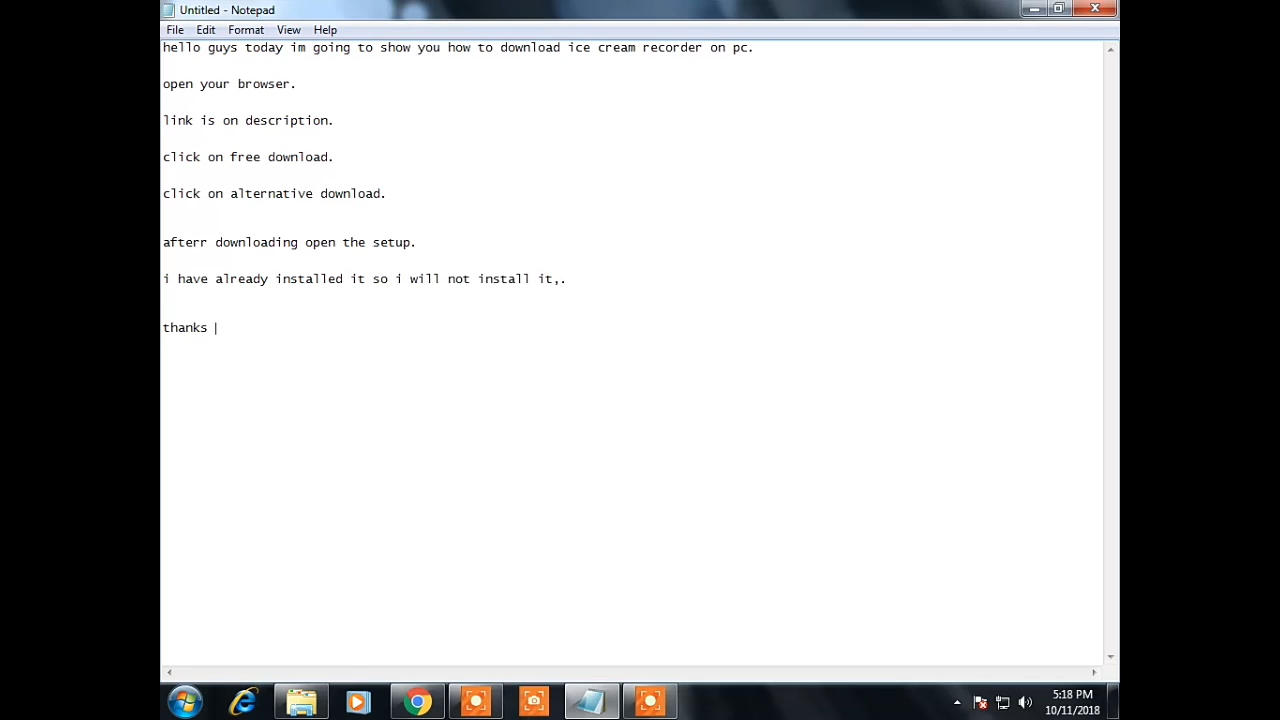 Untitled - Notepad
File Edit Format View Help
hello guys today im going to show you how to download ice cream recorder on pc.
open your browser.
link is on description.
click on free download.
click on alternative download.
afterr downloading open the setup.
i have already installed it so i will not install it,.
thanks
5:18 PM
10/11/2018